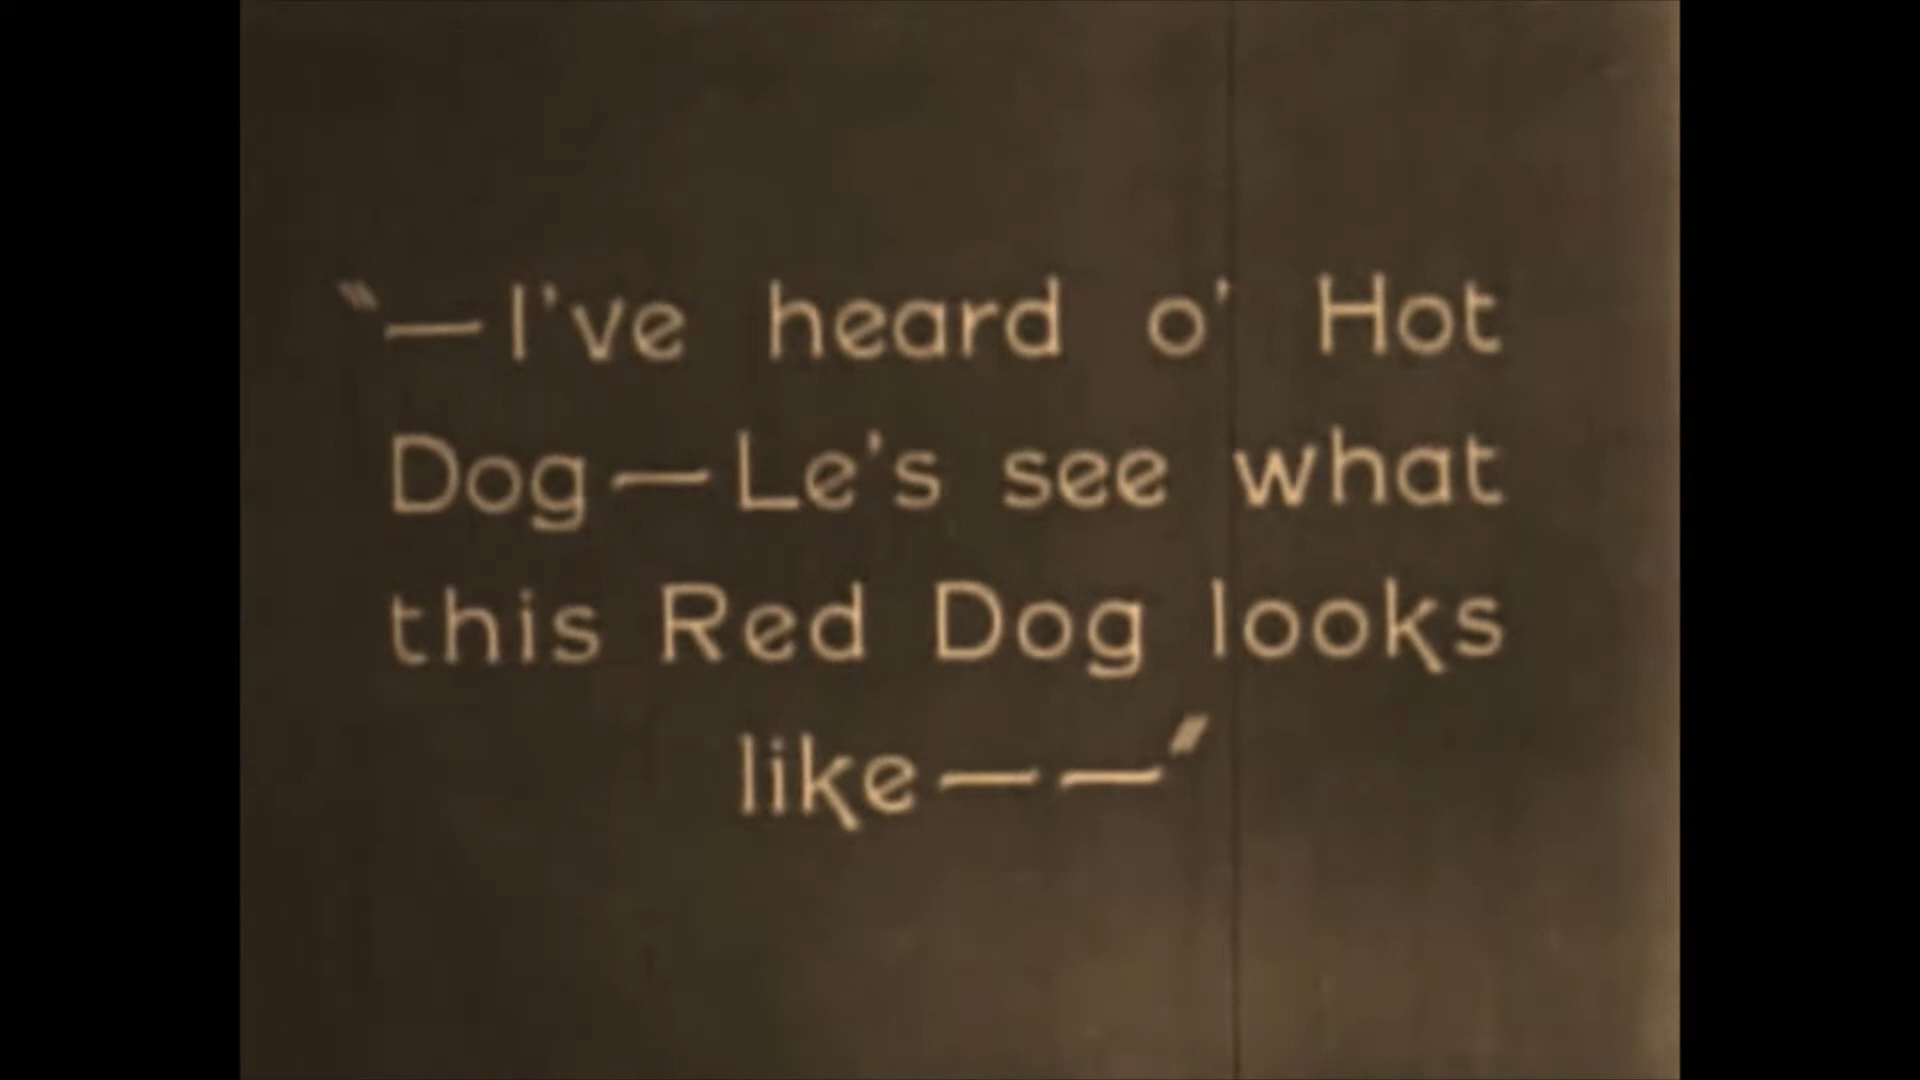 "—I've heard o' Hot
Dog—Le's see what
this Red Dog looks
like——"